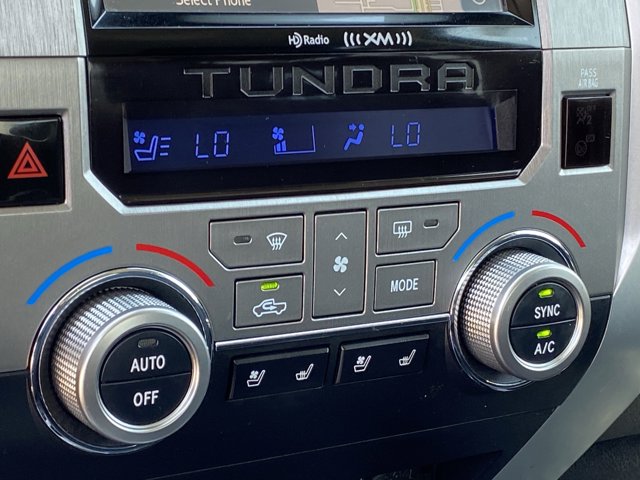 Select Phone
HD Radio ((( XM )))
TUNDRA
PASS
AIR BAG
LO LO
MODE
SYNC
A/C
AUTO
OFF